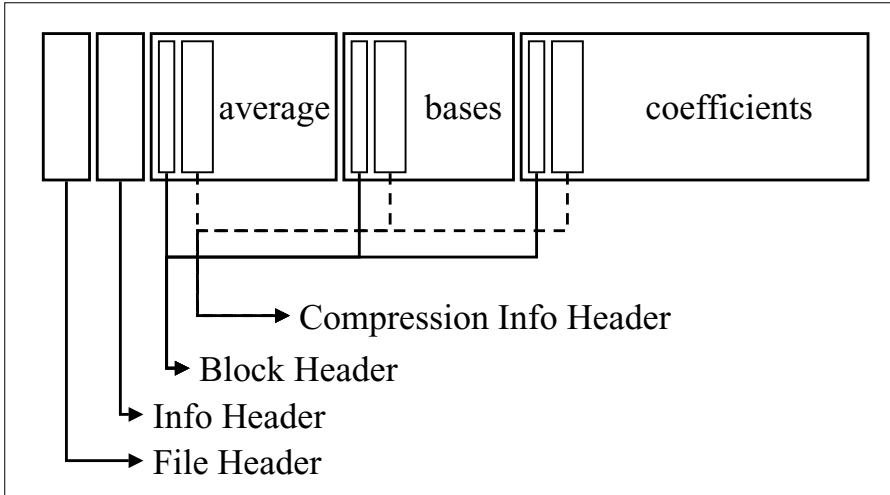 average
bases
coefficients
Compression Info Header
Block Header
Info Header
File Header